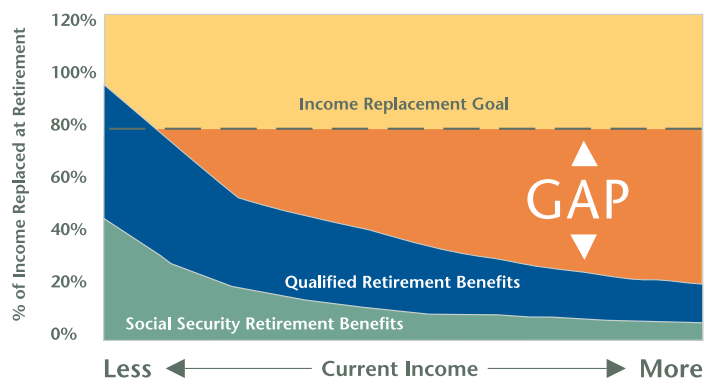 120%
100%
80%
60%
40%
20%
0%
% of Income Replaced at Retirement
Income Replacement Goal
GAP
Qualified Retirement Benefits
Social Security Retirement Benefits
Less Current Income More